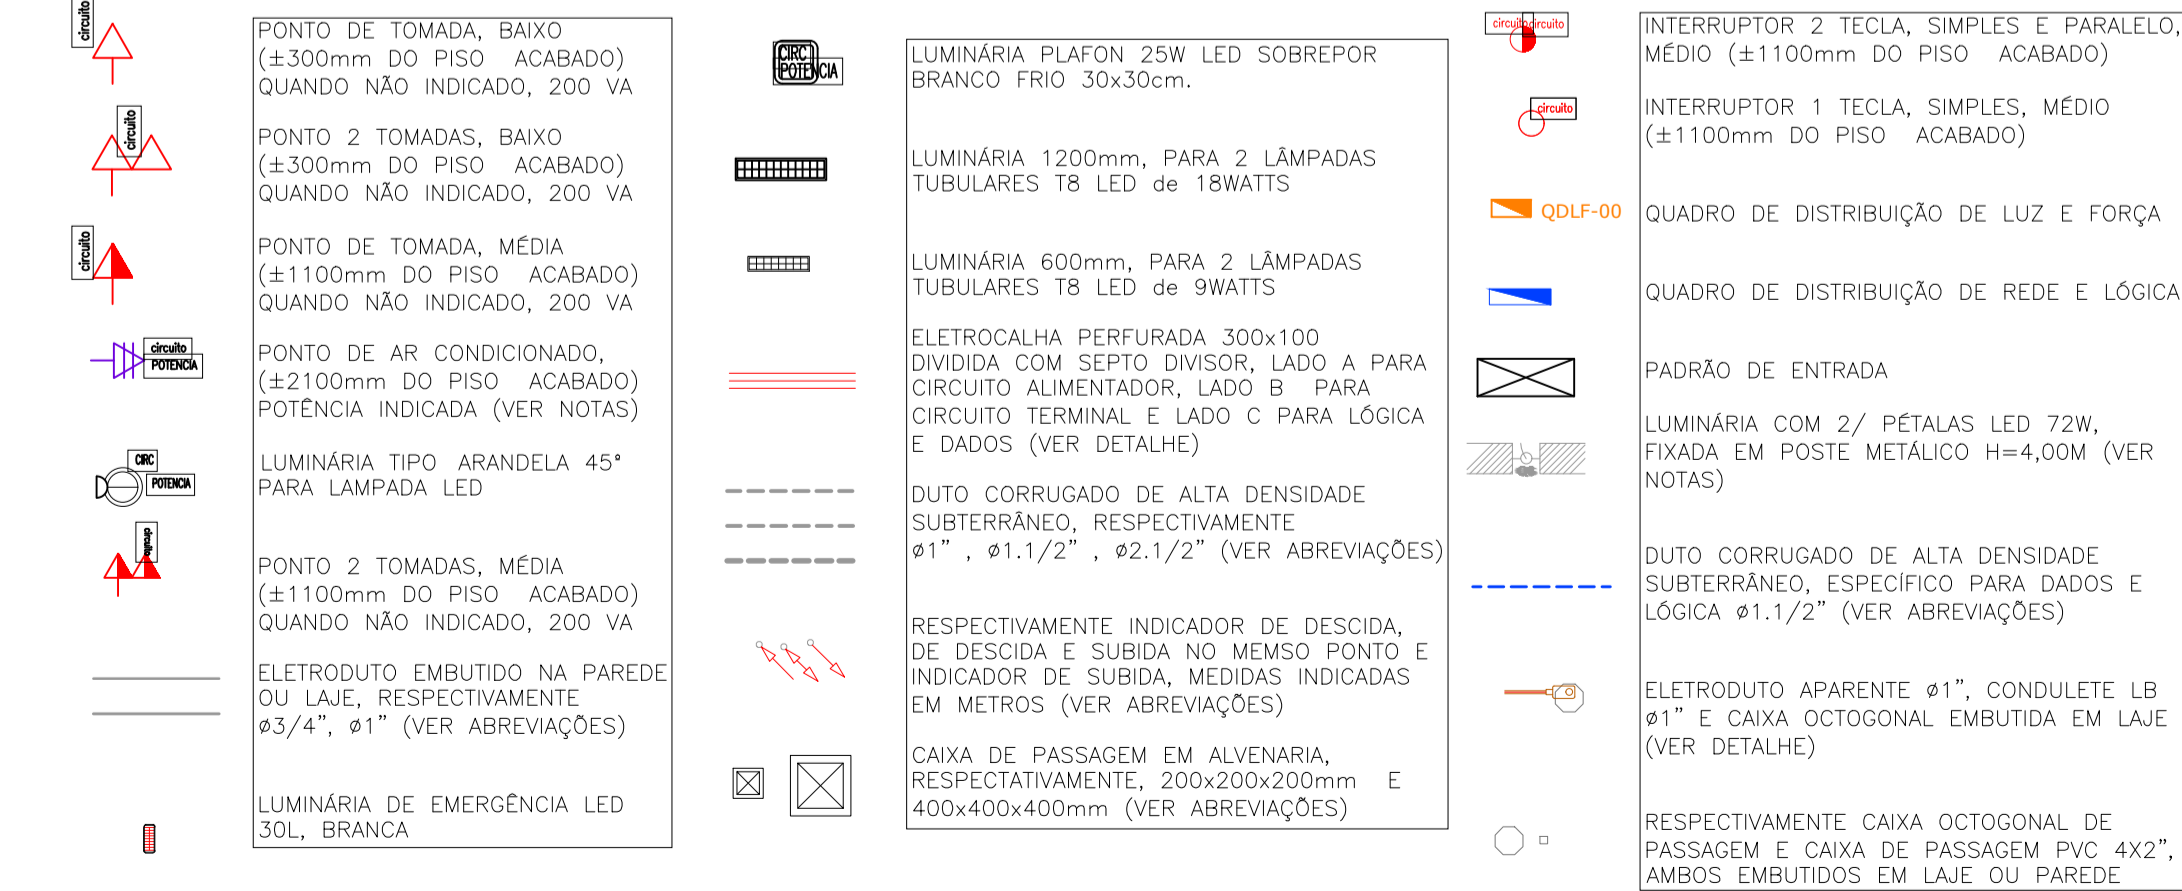 circuito
PONTO DE TOMADA, BAIXO
(±300mm DO PISO ACABADO)
QUANDO NÃO INDICADO, 200 VA
circuito
PONTO 2 TOMADAS, BAIXO
(±300mm DO PISO ACABADO)
QUANDO NÃO INDICADO, 200 VA
circuito
PONTO DE TOMADA, MÉDIA
(±1100mm DO PISO ACABADO)
QUANDO NÃO INDICADO, 200 VA
circuito
POTENCIA
PONTO DE AR CONDICIONADO,
(±2100mm DO PISO ACABADO)
POTÊNCIA INDICADA (VER NOTAS)
CIRC
POTENCIA
LUMINÁRIA TIPO ARANDELA 45°
PARA LAMPADA LED
circuito
PONTO 2 TOMADAS, MÉDIA
(±1100mm DO PISO ACABADO)
QUANDO NÃO INDICADO, 200 VA
ELETRODUTO EMBUTIDO NA PAREDE
OU LAJE, RESPECTIVAMENTE
ø3/4", ø1" (VER ABREVIAÇÕES)
LUMINÁRIA DE EMERGÊNCIA LED
30L, BRANCA
CIRC
POTENCIA
LUMINÁRIA PLAFON 25W LED SOBREPOR
BRANCO FRIO 30x30cm.
LUMINÁRIA 1200mm, PARA 2 LÂMPADAS
TUBULARES T8 LED de 18WATTS
LUMINÁRIA 600mm, PARA 2 LÂMPADAS
TUBULARES T8 LED de 9WATTS
ELETROCALHA PERFURADA 300x100
DIVIDIDA COM SEPTO DIVISOR, LADO A PARA
CIRCUITO ALIMENTADOR, LADO B PARA
CIRCUITO TERMINAL E LADO C PARA LÓGICA
E DADOS (VER DETALHE)
DUTO CORRUGADO DE ALTA DENSIDADE
SUBTERRÂNEO, RESPECTIVAMENTE
ø1" , ø1.1/2" , ø2.1/2" (VER ABREVIAÇÕES)
RESPECTIVAMENTE INDICADOR DE DESCIDA,
DE DESCIDA E SUBIDA NO MEMSO PONTO E
INDICADOR DE SUBIDA, MEDIDAS INDICADAS
EM METROS (VER ABREVIAÇÕES)
CAIXA DE PASSAGEM EM ALVENARIA,
RESPECTATIVAMENTE, 200x200x200mm E
400x400x400mm (VER ABREVIAÇÕES)
circuito circuito
INTERRUPTOR 2 TECLA, SIMPLES E PARALELO,
MÉDIO (±1100mm DO PISO ACABADO)
circuito
INTERRUPTOR 1 TECLA, SIMPLES, MÉDIO
(±1100mm DO PISO ACABADO)
QDLF-00
QUADRO DE DISTRIBUIÇÃO DE LUZ E FORÇA
QUADRO DE DISTRIBUIÇÃO DE REDE E LÓGICA
PADRÃO DE ENTRADA
LUMINÁRIA COM 2/ PÉTALAS LED 72W,
FIXADA EM POSTE METÁLICO H=4,00M (VER
NOTAS)
DUTO CORRUGADO DE ALTA DENSIDADE
SUBTERRÂNEO, ESPECÍFICO PARA DADOS E
LÓGICA ø1.1/2" (VER ABREVIAÇÕES)
ELETRODUTO APARENTE ø1", CONDULETE LB
ø1" E CAIXA OCTOGONAL EMBUTIDA EM LAJE
(VER DETALHE)
RESPECTIVAMENTE CAIXA OCTOGONAL DE
PASSAGEM E CAIXA DE PASSAGEM PVC 4X2",
AMBOS EMBUTIDOS EM LAJE OU PAREDE